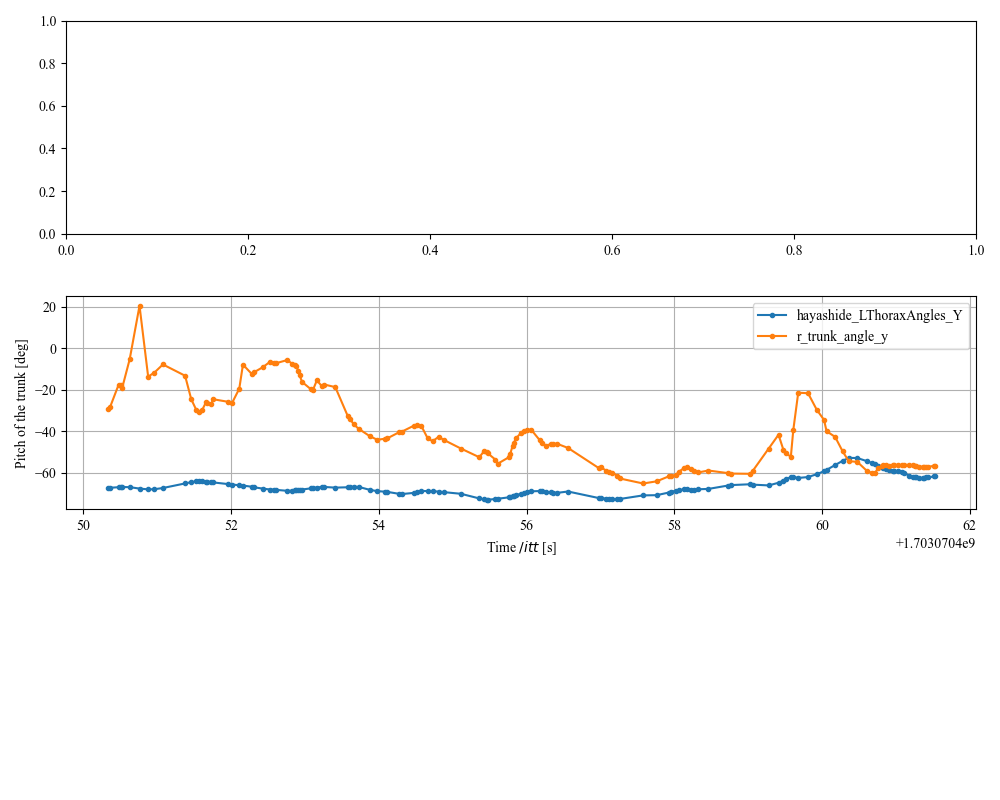 1.0
0.8
0.6
0.4
0.2
0.0
0.0 0.2 0.4 0.6 0.8 1.0
Pitch of the trunk [deg]
20
0
−20
−40
−60
hayashide_LThoraxAngles_Y
r_trunk_angle_y
50 52 54 56 58 60 62
Time /itt [s]
+1.7030704e9